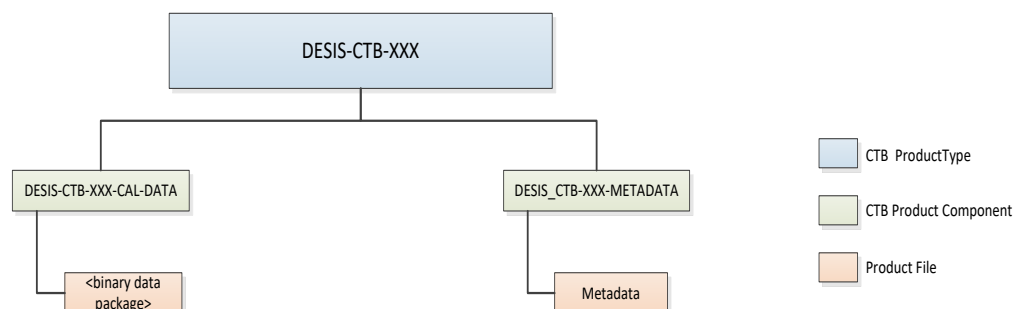 DESIS-CTB-XXX
DESIS-CTB-XXX-CAL-DATA
DESIS_CTB-XXX-METADATA
<binary data
package>
Metadata
CTB ProductType
CTB Product Component
Product File